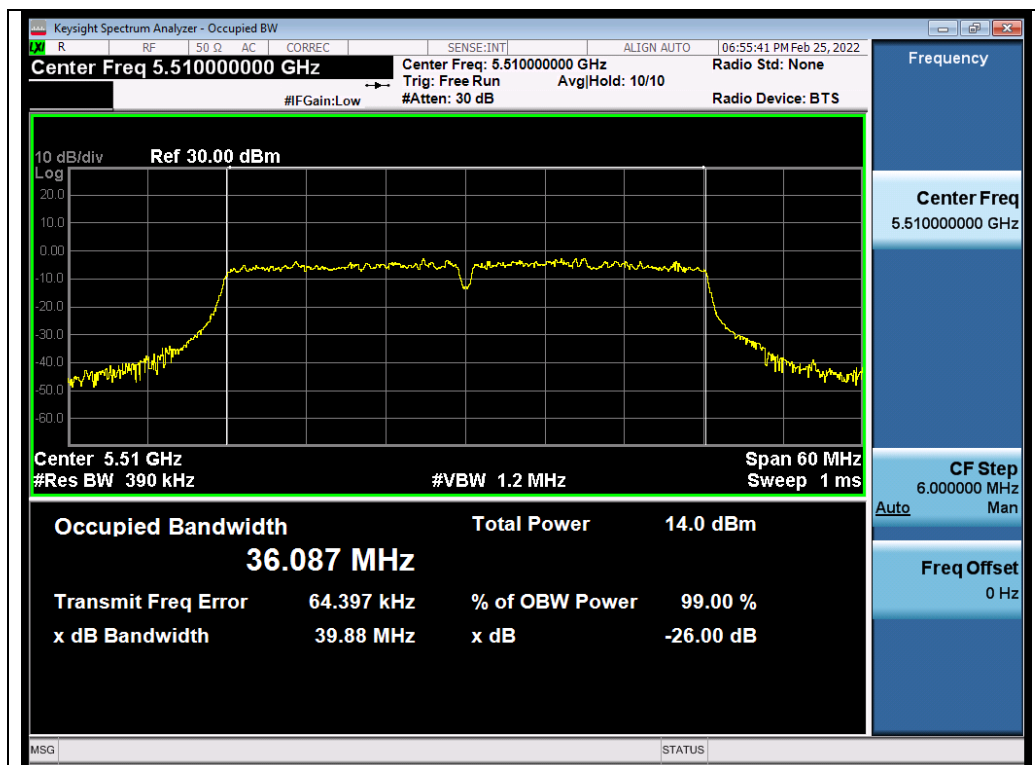 Keysight Spectrum Analyzer - Occupied BW
LXI R RF 50 Ω AC CORREC SENSE:INT ALIGN AUTO 06:55:41 PM Feb 25, 2022
Center Freq 5.510000000 GHz
Center Freq: 5.510000000 GHz
Radio Std: None
Trig: Free Run Avg|Hold: 10/10
#IFGain:Low #Atten: 30 dB Radio Device: BTS
10 dB/div Ref 30.00 dBm
Log
20.0
10.0
0.00
-10.0
-20.0
-30.0
-40.0
-50.0
-60.0
Center 5.51 GHz Span 60 MHz
#Res BW 390 kHz #VBW 1.2 MHz Sweep 1 ms
Occupied Bandwidth Total Power 14.0 dBm
36.087 MHz
Transmit Freq Error 64.397 kHz % of OBW Power 99.00 %
x dB Bandwidth 39.88 MHz x dB -26.00 dB
MSG STATUS
Frequency
Center Freq
5.510000000 GHz
CF Step
6.000000 MHz
Auto Man
Freq Offset
0 Hz